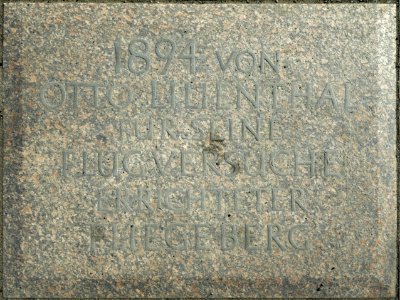 1894 VON
OTTO LILIENTHAL
FÜR SEINE
FLUGVERSUCHE
ERRICHTETER
FLIEGEBERG